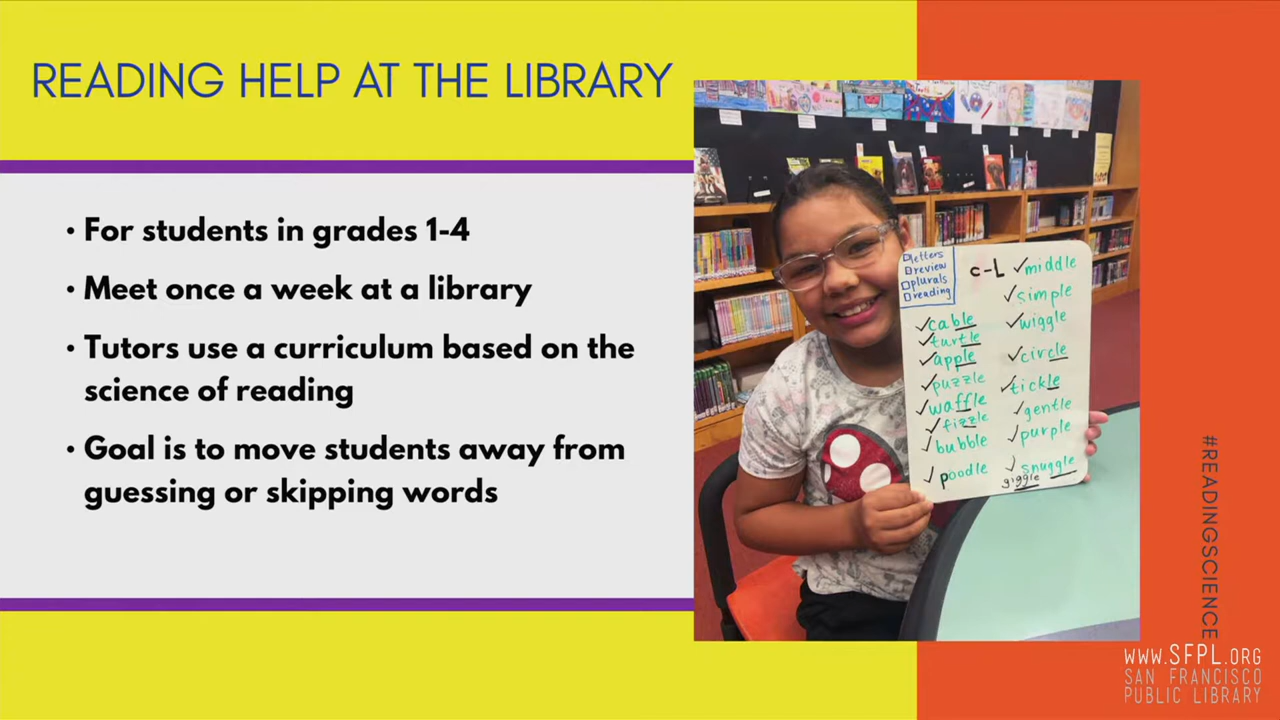 READING HELP AT THE LIBRARY
• For students in grades 1-4
• Meet once a week at a library
• Tutors use a curriculum based on the
science of reading
• Goal is to move students away from
guessing or skipping words
letters
review
plurals
reading
c-L
✓middle
✓simple
✓wiggle
✓circle
✓tickle
✓gentle
✓purple
✓snuggle
giggle
✓cable
✓turtle
✓apple
✓puzzle
✓waffle
✓fizzle
✓bubble
✓poodle
#READINGSCIENCE
WWW.SFPL.ORG
SAN FRANCISCO
PUBLIC LIBRARY